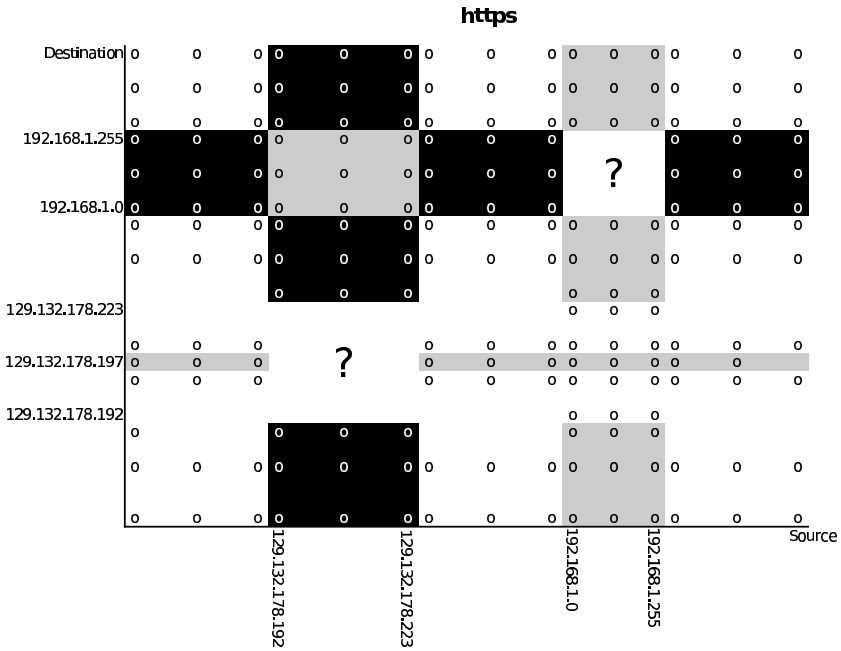 https
Destination o o o o o o o o o o o o o o o
o o o o o o o o o o o o o o o
o o o o o o o o o o o o o o o
192.168.1.255 o o o o o o o o o o o o
o o o o o o o o o ? o o o
192.168.1.0 o o o o o o o o o o o o
o o o o o o o o o o o o o o o
o o o o o o o o o o o o o o o
o o o o o o
129.132.178.223 o o o
o o o o o o o o o o o o
129.132.178.197 o o o ? o o o o o o o o o
o o o o o o o o o o o o
129.132.178.192 o o o
o o o o o o o
o o o o o o o o o o o o o o o
o o o o o o o o o o o o o o o
Source
129.132.178.192
129.132.178.223
192.168.1.0
192.168.1.255